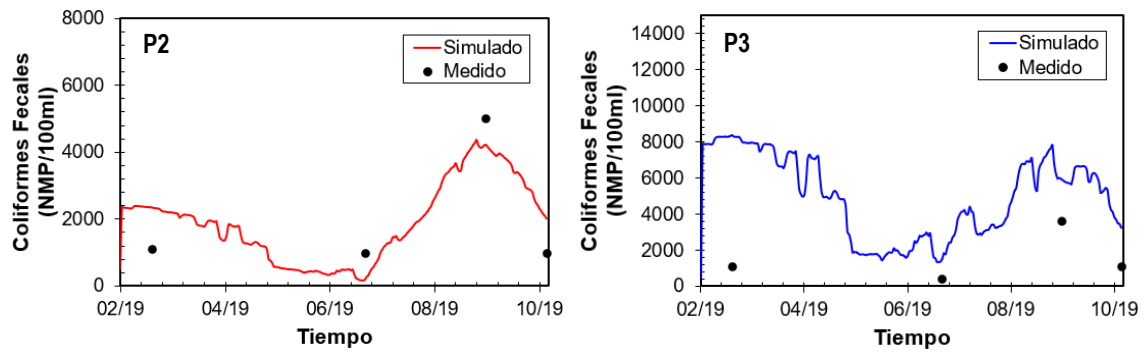 P2
Simulado
Medido
Coliformes Fecales
(NMP/100ml)
8000
6000
4000
2000
0
02/19 04/19 06/19 08/19 10/19
Tiempo
P3
Simulado
Medido
Coliformes Fecales
(NMP/100ml)
14000
12000
10000
8000
6000
4000
2000
0
02/19 04/19 06/19 08/19 10/19
Tiempo